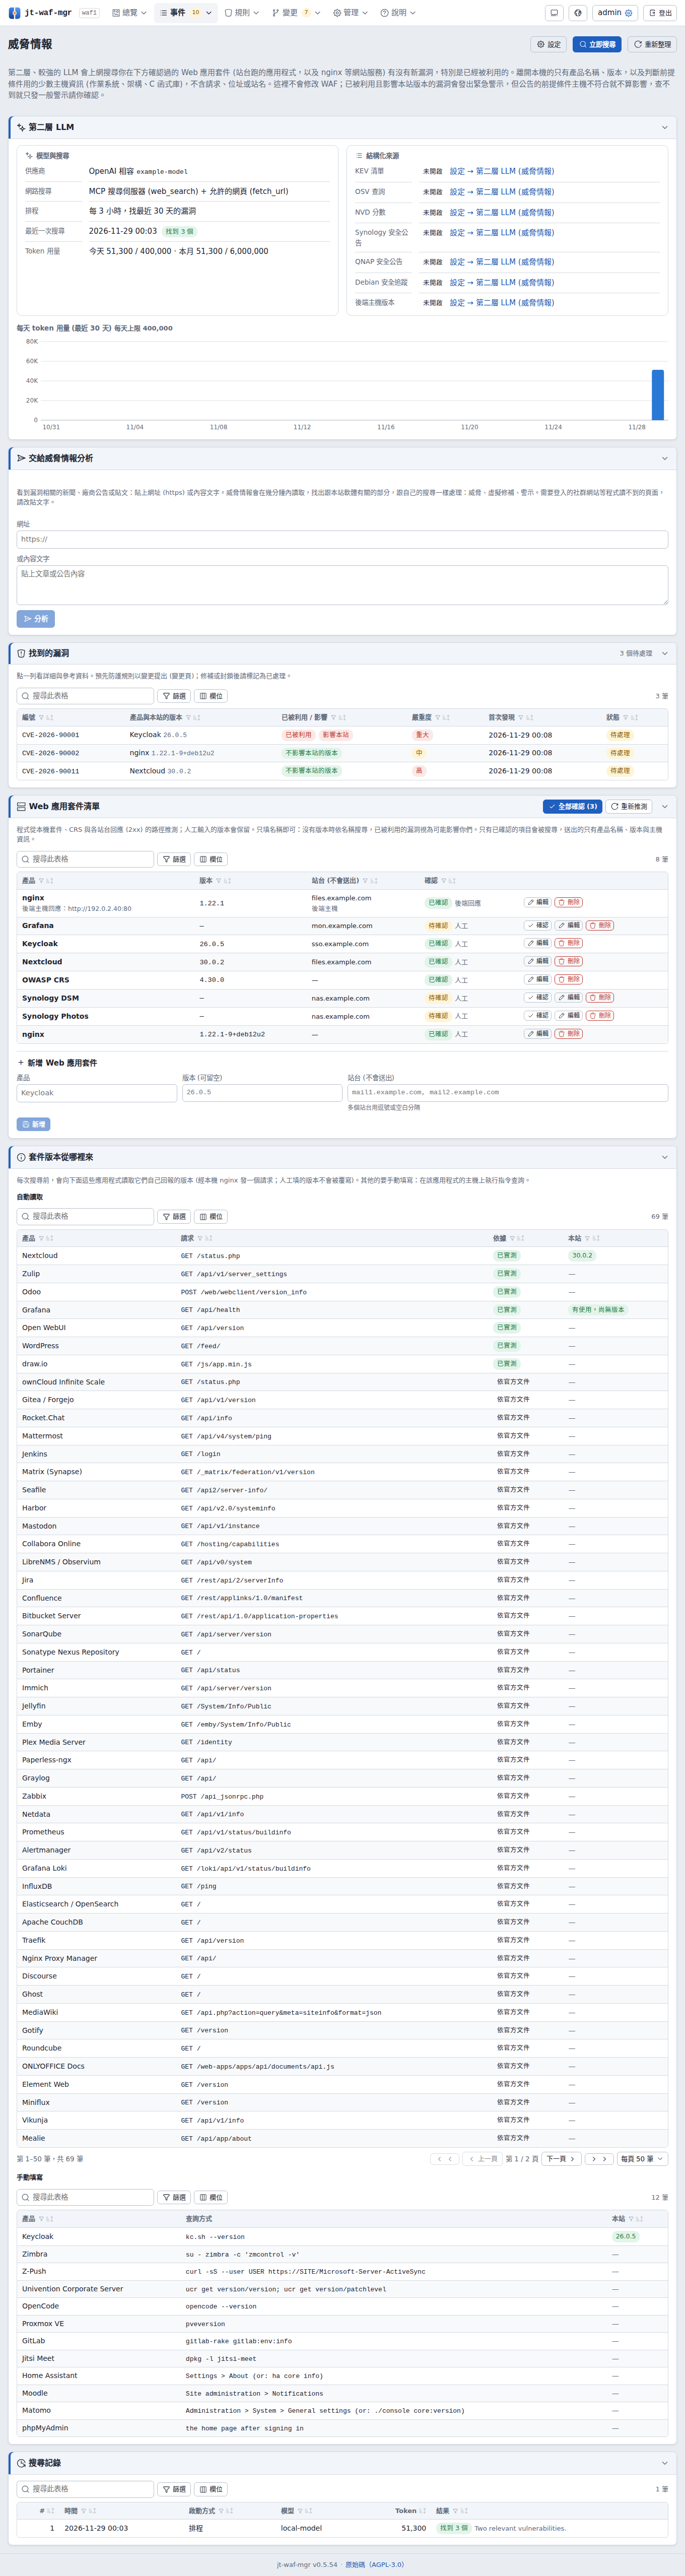 jt-waf-mgr waf1 總覽 事件 10 規則 變更 7 管理 說明 admin 登出
威脅情報 設定 立即搜尋 重新整理
第二層、較強的 LLM 會上網搜尋你在下方確認過的 Web 應用套件 (站台跑的應用程式，以及 nginx 等網站服務) 有沒有新漏洞，特別是已經被利用的。離開本機的只有產品名稱、版本，以及判斷前提
條件用的少數主機資訊 (作業系統、架構、C 函式庫)，不含請求、位址或站名。這裡不會修改 WAF；已被利用且影響本站版本的漏洞會發出緊急警示，但公告的前提條件主機不符合就不算影響，查不
到就只發一般警示請你確認。
第二層 LLM
模型與搜尋
供應商 OpenAI 相容 example-model
網路搜尋 MCP 搜尋伺服器 (web_search) + 允許的網頁 (fetch_url)
排程 每 3 小時，找最近 30 天的漏洞
最近一次搜尋 2026-11-29 00:03 找到 3 個
Token 用量 今天 51,300 / 400,000 · 本月 51,300 / 6,000,000
結構化來源
KEV 清單 未開啟 設定 → 第二層 LLM (威脅情報)
OSV 查詢 未開啟 設定 → 第二層 LLM (威脅情報)
NVD 分數 未開啟 設定 → 第二層 LLM (威脅情報)
Synology 安全公告 未開啟 設定 → 第二層 LLM (威脅情報)
QNAP 安全公告 未開啟 設定 → 第二層 LLM (威脅情報)
Debian 安全追蹤 未開啟 設定 → 第二層 LLM (威脅情報)
後端主機版本 未開啟 設定 → 第二層 LLM (威脅情報)
每天 token 用量 (最近 30 天) 每天上限 400,000
80K
60K
40K
20K
0
10/31 11/04 11/08 11/12 11/16 11/20 11/24 11/28
交給威脅情報分析
看到漏洞相關的新聞、廠商公告或貼文：貼上網址 (https) 或內容文字，威脅情報會在幾分鐘內讀取，找出跟本站軟體有關的部分，跟自己的搜尋一樣處理：威脅、虛擬修補、警示。需要登入的社群網站等程式讀不到的頁面，
請改貼文字。
網址
https://
或內容文字
貼上文章或公告內容
分析
找到的漏洞 3 個待處理
點一列看詳細與參考資料。預先防護規則以變更提出 (變更頁)；修補或封鎖後請標記為已處理。
搜尋此表格 篩選 欄位 3 筆
編號 產品與本站的版本 已被利用 / 影響 嚴重度 首次發現 狀態
CVE-2026-90001 Keycloak 26.0.5 已被利用 影響本站 重大 2026-11-29 00:08 待處理
CVE-2026-90002 nginx 1.22.1-9+deb12u2 不影響本站的版本 中 2026-11-29 00:08 待處理
CVE-2026-90011 Nextcloud 30.0.2 不影響本站的版本 高 2026-11-29 00:08 待處理
Web 應用套件清單 全部確認 (3) 重新推測
程式從本機套件、CRS 與各站台回應 (2xx) 的路徑推測；人工輸入的版本會保留。只填名稱即可：沒有版本時依名稱搜尋，已被利用的漏洞視為可能影響你們。只有已確認的項目會被搜尋，送出的只有產品名稱、版本與主機
資訊。
搜尋此表格 篩選 欄位 8 筆
產品 版本 站台 (不會送出) 確認
nginx 1.22.1 files.example.com 已確認 後端回應 編輯 刪除
後端主機回應：http://192.0.2.40:80 後端主機
Grafana — mon.example.com 待確認 人工 確認 編輯 刪除
Keycloak 26.0.5 sso.example.com 已確認 人工 編輯 刪除
Nextcloud 30.0.2 files.example.com 已確認 人工 編輯 刪除
OWASP CRS 4.30.0 — 已確認 人工 編輯 刪除
Synology DSM — nas.example.com 待確認 人工 確認 編輯 刪除
Synology Photos — nas.example.com 待確認 人工 確認 編輯 刪除
nginx 1.22.1-9+deb12u2 — 已確認 人工 編輯 刪除
+ 新增 Web 應用套件
產品 版本 (可留空) 站台 (不會送出)
Keycloak 26.0.5 mail1.example.com, mail2.example.com
多個站台用逗號或空白分隔
新增
套件版本從哪裡來
每次搜尋前，會向下面這些應用程式讀取它們自己回報的版本 (經本機 nginx 發一個請求；人工填的版本不會被覆寫)。其他的要手動填寫：在該應用程式的主機上執行指令查詢。
自動讀取
搜尋此表格 篩選 欄位 69 筆
產品 請求 依據 本站
Nextcloud GET /status.php 已實測 30.0.2
Zulip GET /api/v1/server_settings 已實測 —
Odoo POST /web/webclient/version_info 已實測 —
Grafana GET /api/health 已實測 有使用，尚無版本
Open WebUI GET /api/version 已實測 —
WordPress GET /feed/ 已實測 —
draw.io GET /js/app.min.js 已實測 —
ownCloud Infinite Scale GET /status.php 依官方文件 —
Gitea / Forgejo GET /api/v1/version 依官方文件 —
Rocket.Chat GET /api/info 依官方文件 —
Mattermost GET /api/v4/system/ping 依官方文件 —
Jenkins GET /login 依官方文件 —
Matrix (Synapse) GET /_matrix/federation/v1/version 依官方文件 —
Seafile GET /api2/server-info/ 依官方文件 —
Harbor GET /api/v2.0/systeminfo 依官方文件 —
Mastodon GET /api/v1/instance 依官方文件 —
Collabora Online GET /hosting/capabilities 依官方文件 —
LibreNMS / Observium GET /api/v0/system 依官方文件 —
Jira GET /rest/api/2/serverInfo 依官方文件 —
Confluence GET /rest/applinks/1.0/manifest 依官方文件 —
Bitbucket Server GET /rest/api/1.0/application-properties 依官方文件 —
SonarQube GET /api/server/version 依官方文件 —
Sonatype Nexus Repository GET / 依官方文件 —
Portainer GET /api/status 依官方文件 —
Immich GET /api/server/version 依官方文件 —
Jellyfin GET /System/Info/Public 依官方文件 —
Emby GET /emby/System/Info/Public 依官方文件 —
Plex Media Server GET /identity 依官方文件 —
Paperless-ngx GET /api/ 依官方文件 —
Graylog GET /api/ 依官方文件 —
Zabbix POST /api_jsonrpc.php 依官方文件 —
Netdata GET /api/v1/info 依官方文件 —
Prometheus GET /api/v1/status/buildinfo 依官方文件 —
Alertmanager GET /api/v2/status 依官方文件 —
Grafana Loki GET /loki/api/v1/status/buildinfo 依官方文件 —
InfluxDB GET /ping 依官方文件 —
Elasticsearch / OpenSearch GET / 依官方文件 —
Apache CouchDB GET / 依官方文件 —
Traefik GET /api/version 依官方文件 —
Nginx Proxy Manager GET /api/ 依官方文件 —
Discourse GET / 依官方文件 —
Ghost GET / 依官方文件 —
MediaWiki GET /api.php?action=query&meta=siteinfo&format=json 依官方文件 —
Gotify GET /version 依官方文件 —
Roundcube GET / 依官方文件 —
ONLYOFFICE Docs GET /web-apps/apps/api/documents/api.js 依官方文件 —
Element Web GET /version 依官方文件 —
Miniflux GET /version 依官方文件 —
Vikunja GET /api/v1/info 依官方文件 —
Mealie GET /api/app/about 依官方文件 —
第 1–50 筆，共 69 筆 上一頁 第 1 / 2 頁 下一頁 每頁 50 筆
手動填寫
搜尋此表格 篩選 欄位 12 筆
產品 查詢方式 本站
Keycloak kc.sh --version 26.0.5
Zimbra su - zimbra -c 'zmcontrol -v' —
Z-Push curl -sS --user USER https://SITE/Microsoft-Server-ActiveSync —
Univention Corporate Server ucr get version/version; ucr get version/patchlevel —
OpenCode opencode --version —
Proxmox VE pveversion —
GitLab gitlab-rake gitlab:env:info —
Jitsi Meet dpkg -l jitsi-meet —
Home Assistant Settings > About (or: ha core info) —
Moodle Site administration > Notifications —
Matomo Administration > System > General settings (or: ./console core:version) —
phpMyAdmin the home page after signing in —
搜尋記錄
搜尋此表格 篩選 欄位 1 筆
# 時間 啟動方式 模型 Token 結果
1 2026-11-29 00:03 排程 local-model 51,300 找到 3 個 Two relevant vulnerabilities.
jt-waf-mgr v0.5.54 · 原始碼 (AGPL-3.0)